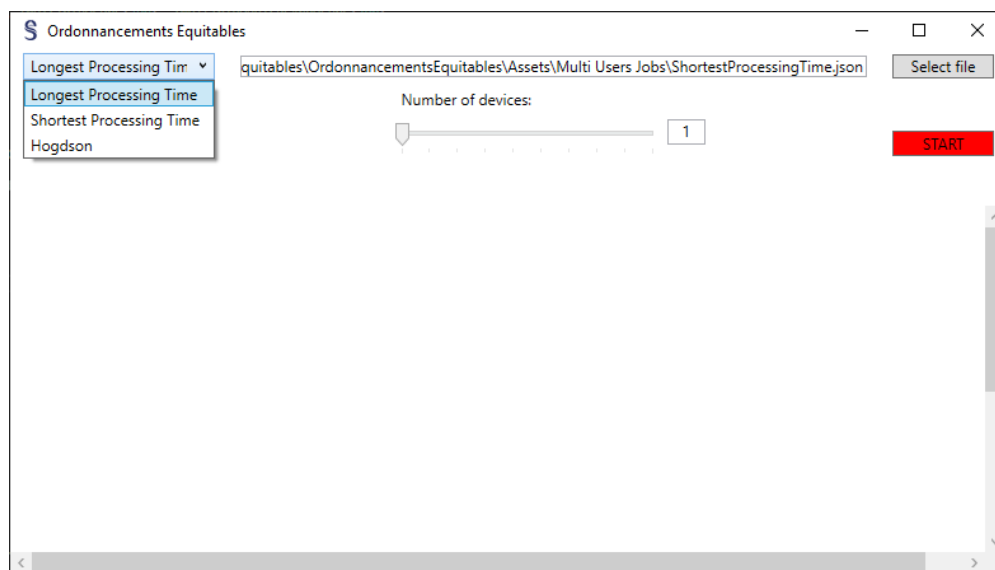 Ordonnancements Equitables
Longest Processing Tim
quitables\OrdonnancementsEquitables\Assets\Multi Users Jobs\ShortestProcessingTime.json
Select file
Longest Processing Time
Shortest Processing Time
Hogdson
Number of devices:
1
START